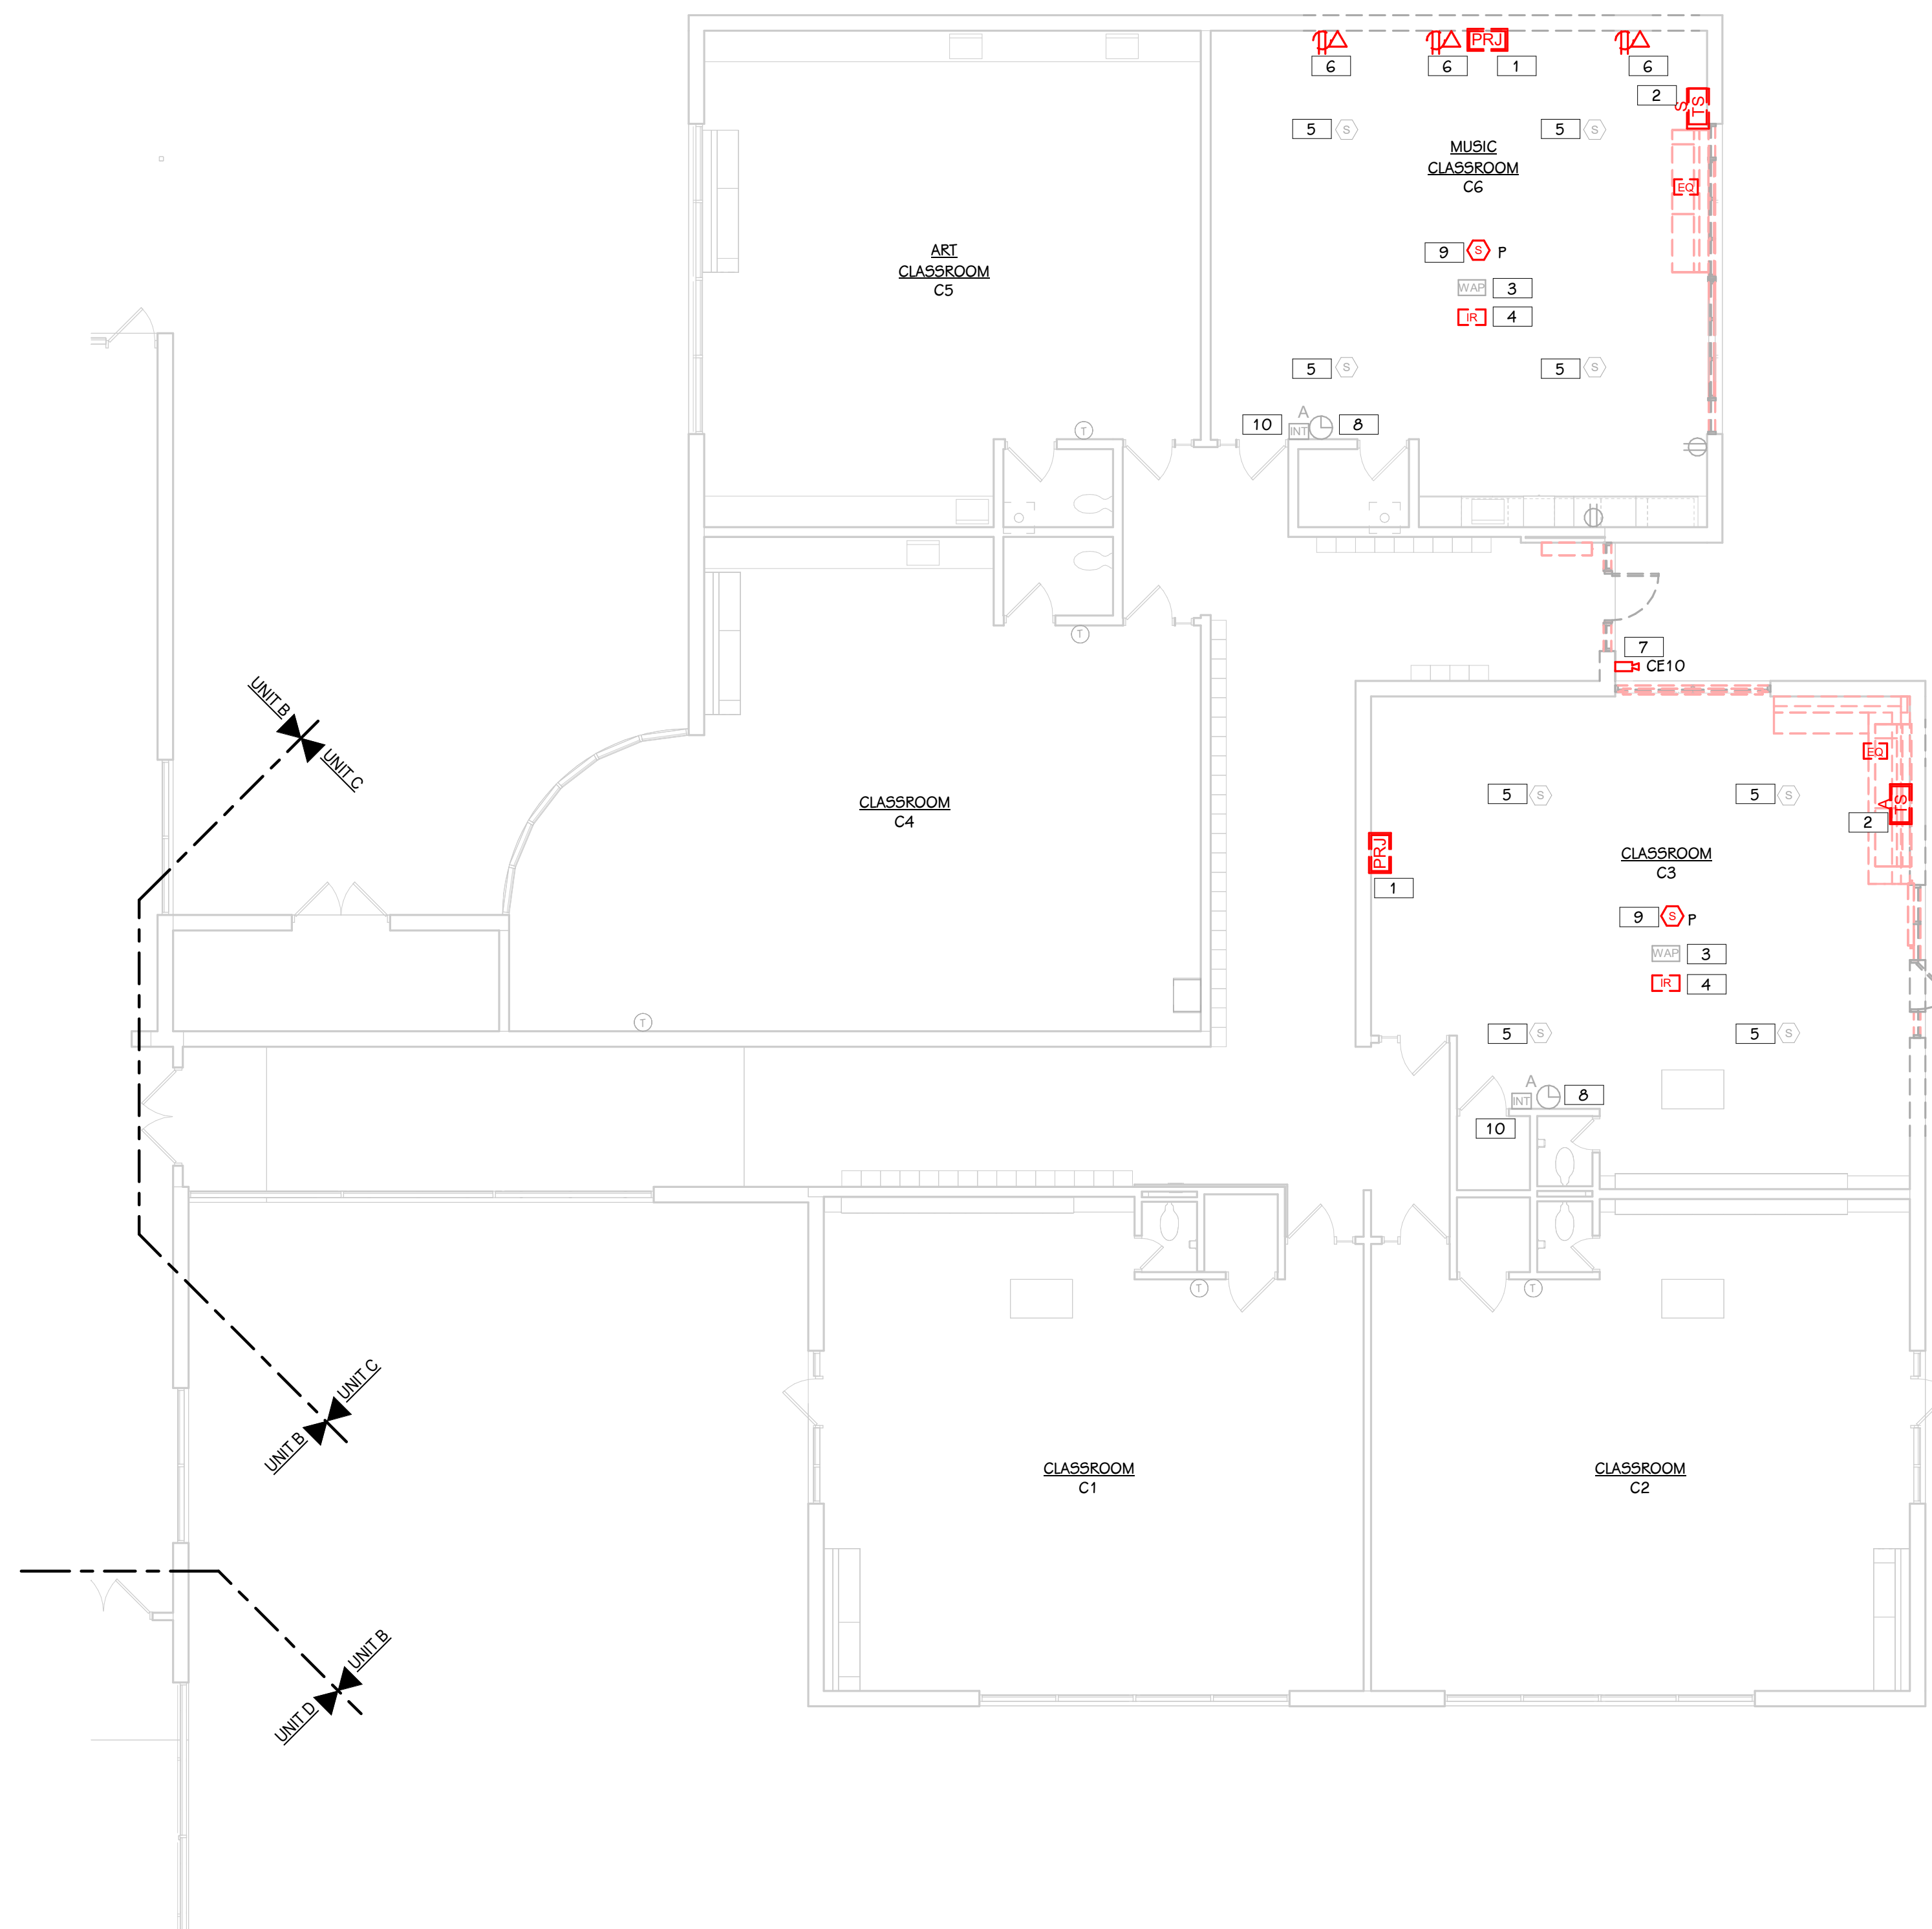 PRJ
6
6
1
6
2
S
TS
5
S
5
S
MUSIC
CLASSROOM
C6
EQ
ART
CLASSROOM
C5
9
S
P
WAP
3
IR
4
5
S
5
S
A
10
INT
8
T
T
7
CE10
UNIT B
UNIT C
EQ
5
S
5
S
A
TS
2
CLASSROOM
C4
PRJ
1
CLASSROOM
C3
9
S
P
WAP
3
IR
4
T
5
S
5
S
A
INT
8
10
T
T
UNIT C
UNIT B
CLASSROOM
C1
CLASSROOM
C2
UNIT B
UNIT D